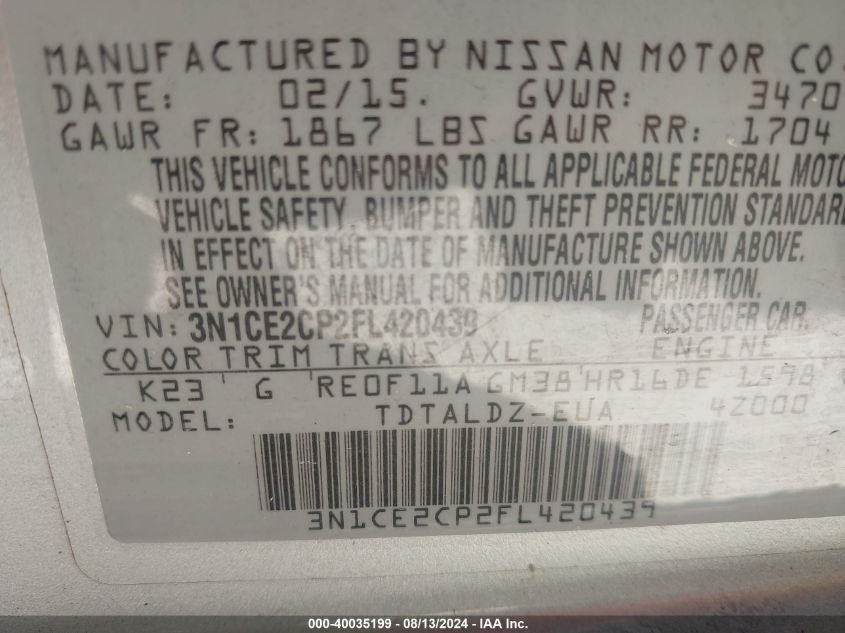 MANUFACTURED BY NISSAN MOTOR CO.
DATE: 02/15. GVWR: 3470
GAWR FR: 1867 LBS GAWR RR: 1704
THIS VEHICLE CONFORMS TO ALL APPLICABLE FEDERAL MOTO
VEHICLE SAFETY, BUMPER AND THEFT PREVENTION STANDAR
IN EFFECT ON THE DATE OF MANUFACTURE SHOWN ABOVE.
SEE OWNER'S MANUAL FOR ADDITIONAL INFORMATION.
VIN: 3N1CE2CP2FL420439 PASSENGER CAR
COLOR TRIM TRANS AXLE ENGINE
K23 G RE0F11A GM38 HR16DE 1598
MODEL: TDTALDZ-EUA 4Z000
3N1CE2CP2FL420439
000-40035199 - 08/13/2024 - IAA Inc.